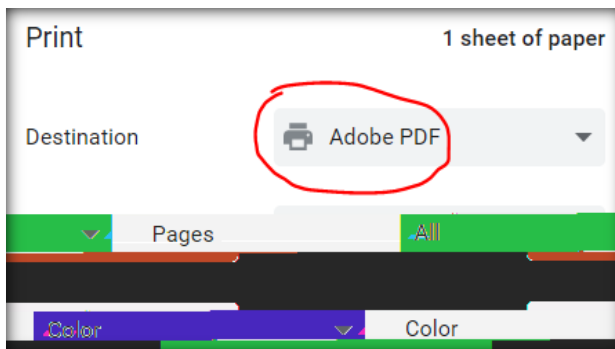 Print 1 sheet of paper
Destination Adobe PDF
Pages All
Color Color